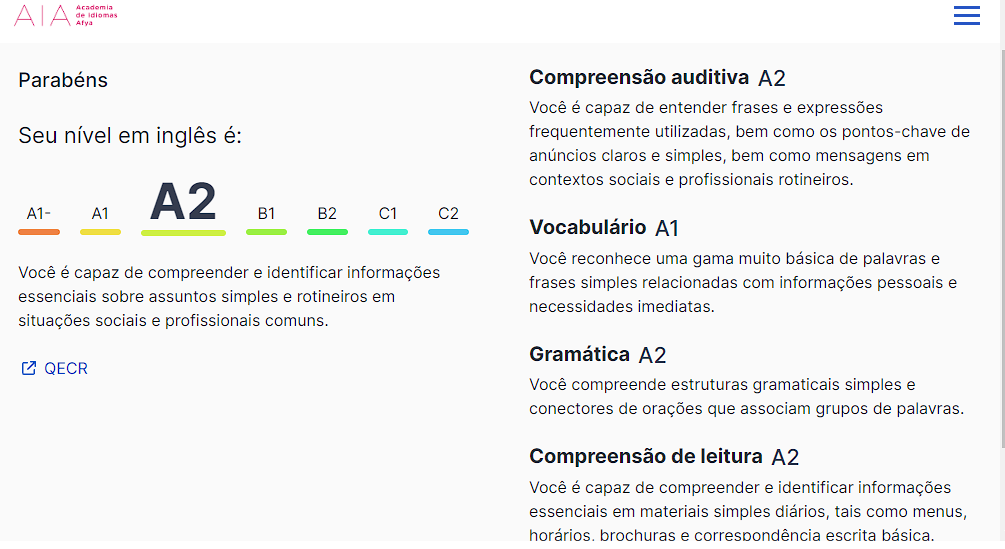 AIA Academia
de Idiomas
Afya
Parabéns
Seu nível em inglês é:
A1- A1 A2 B1 B2 C1 C2
Você é capaz de compreender e identificar informações
essenciais sobre assuntos simples e rotineiros em
situações sociais e profissionais comuns.
QECR
Compreensão auditiva A2
Você é capaz de entender frases e expressões
frequentemente utilizadas, bem como os pontos-chave de
anúncios claros e simples, bem como mensagens em
contextos sociais e profissionais rotineiros.
Vocabulário A1
Você reconhece uma gama muito básica de palavras e
frases simples relacionadas com informações pessoais e
necessidades imediatas.
Gramática A2
Você compreende estruturas gramaticais simples e
conectores de orações que associam grupos de palavras.
Compreensão de leitura A2
Você é capaz de compreender e identificar informações
essenciais em materiais simples diários, tais como menus,
horários, brochuras e correspondência escrita básica.